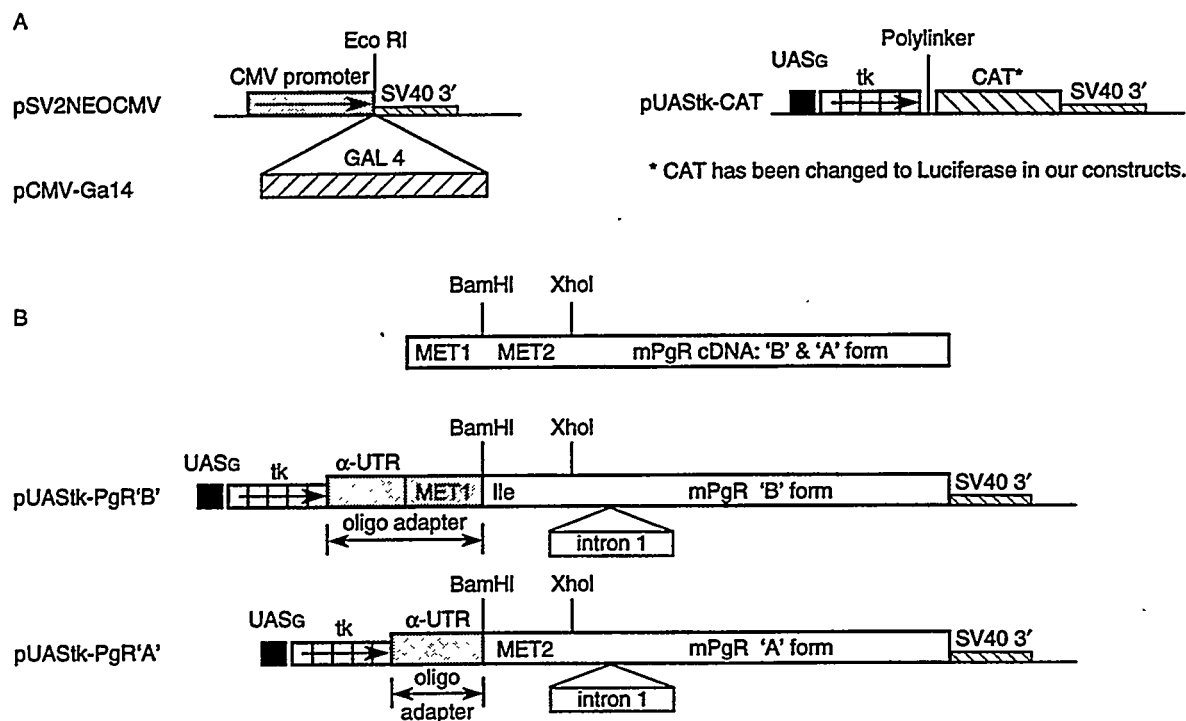 A
Eco RI
CMV promoter
SV40 3′
pSV2NEOCMV
GAL 4
pCMV-Ga14
Polylinker
UASG
tk
CAT*
SV40 3′
pUAStk-CAT
* CAT has been changed to Luciferase in our constructs.
B
BamHI XhoI
MET1 MET2 mPgR cDNA: 'B' & 'A' form
BamHI XhoI
UASG tk α-UTR
pUAStk-PgR'B' MET1 Ile mPgR 'B' form SV40 3′
oligo adapter
intron 1
BamHI XhoI
UASG tk α-UTR
pUAStk-PgR'A' MET2 mPgR 'A' form SV40 3′
oligo
adapter
intron 1